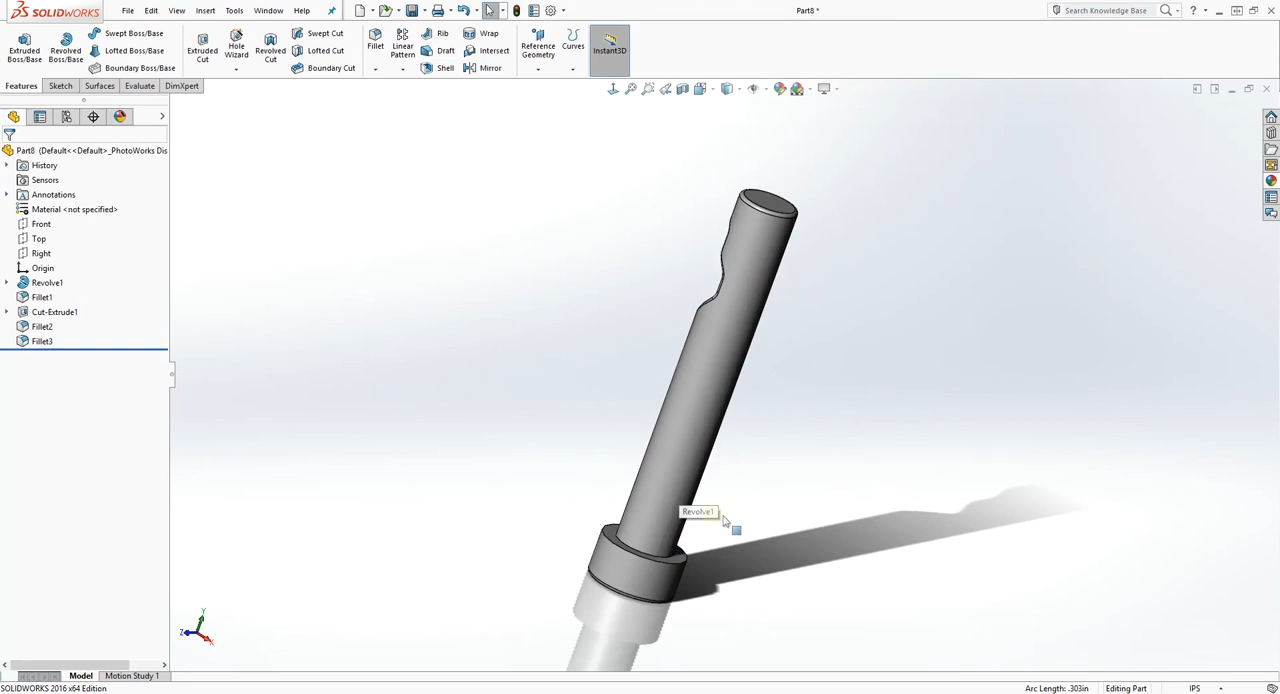 SOLIDWORKS File Edit View Insert Tools Window Help Part8 * Search Knowledge Base ?
Extruded Boss/Base
Revolved Boss/Base
Swept Boss/Base
Lofted Boss/Base
Boundary Boss/Base
Extruded Cut
Hole Wizard
Revolved Cut
Swept Cut
Lofted Cut
Boundary Cut
Fillet
Linear Pattern
Rib
Draft
Shell
Wrap
Intersect
Mirror
Reference Geometry
Curves
Instant3D
Features Sketch Surfaces Evaluate DimXpert
Part8 (Default<<Default>_PhotoWorks Dis
History
Sensors
A Annotations
Material <not specified>
Front
Top
Right
Origin
Revolve1
Fillet1
Cut-Extrude1
Fillet2
Fillet3
Revolve1
Y
Z
X
Model Motion Study 1
SOLIDWORKS 2016 x64 Edition Arc Length: .303in Editing Part IPS